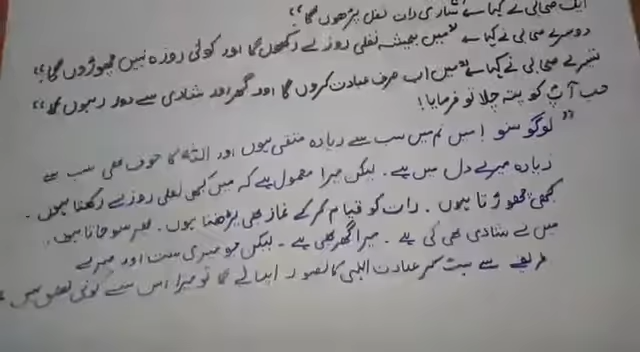 ایک صحابی نے کہا کے "ساری رات نفل پڑھوں گا"
دوسرے صحابی نے کہا کے "میں ہمیشہ نفلی روزے رکھوں گا اور کوئی روزہ نہیں چھوڑوں گا"
تیسرے صحابی نے کہا کے "میں اب صرف عبادت کروں گا اور گھر اور شادی سے دور رہوں گا"
جب آپؐ کو پتہ چلا تو فرمایا!
"لوگو سنو! میں تم میں سب سے زیادہ متقی ہوں اور اللہ کا خوف بھی سب سے
زیادہ میرے دل میں ہے۔ لیکن میرا معمول ہے کہ میں کبھی نفلی روزے رکھتا ہوں۔
کبھی چھوڑتا ہوں۔ رات کو قیام کر کے نماز بھی پڑھتا ہوں۔ پھر سو جاتا ہوں۔
میں نے شادی بھی کی ہے۔ میرا گھر بھی ہے۔ لیکن جو میری سنت اور میرے
طریقے سے ہٹ کر عبادت الہی کا تصور اپنائے گا تو میرا اس سے کوئی تعلق نہیں